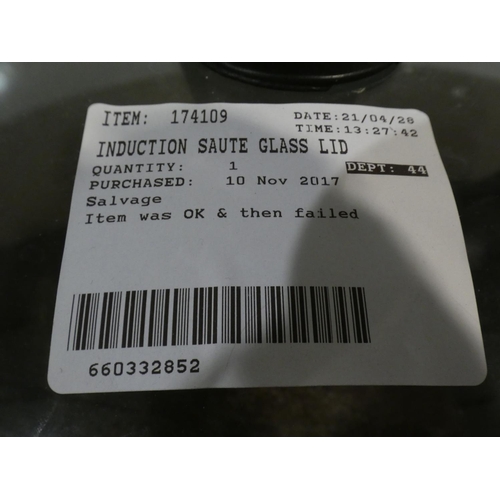 ITEM: 174109 DATE:21/04/28
TIME:13:27:42
INDUCTION SAUTE GLASS LID
QUANTITY: 1 DEPT: 44
PURCHASED: 10 Nov 2017
Salvage
Item was OK & then failed
660332852